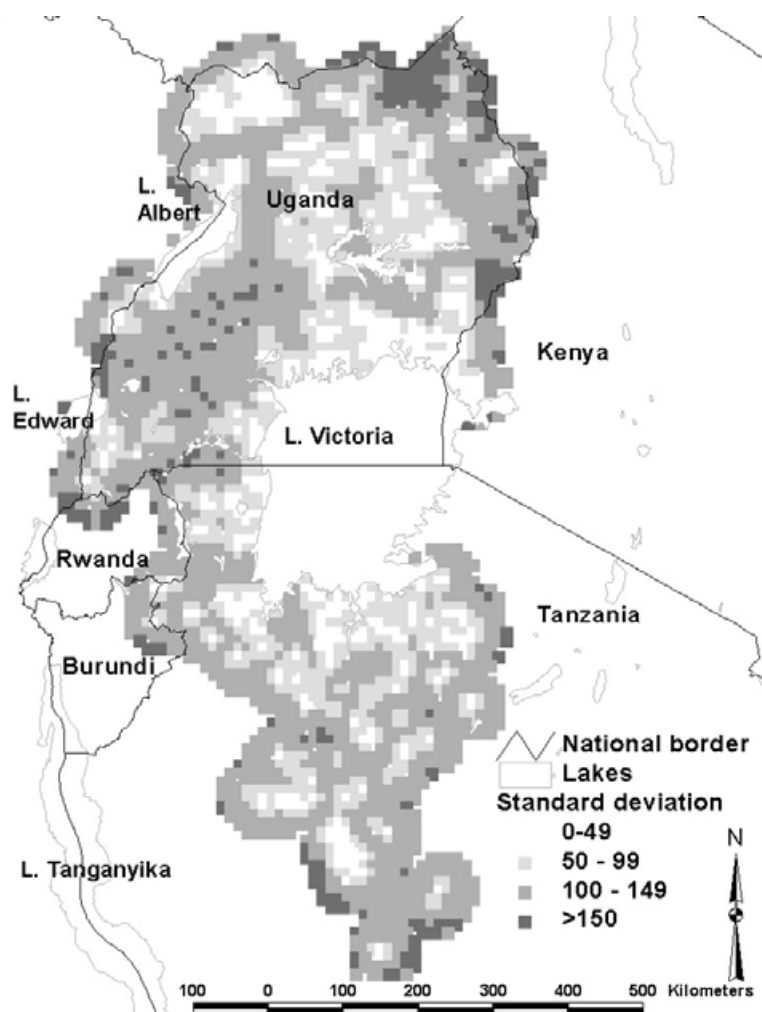 L.
Albert
Uganda
Kenya
L.
Edward
L. Victoria
Rwanda
Tanzania
Burundi
National border
Lakes
Standard deviation
0-49
50 - 99
100 - 149
>150
N
L. Tanganyika
100 0 100 200 300 400 500 Kilometers